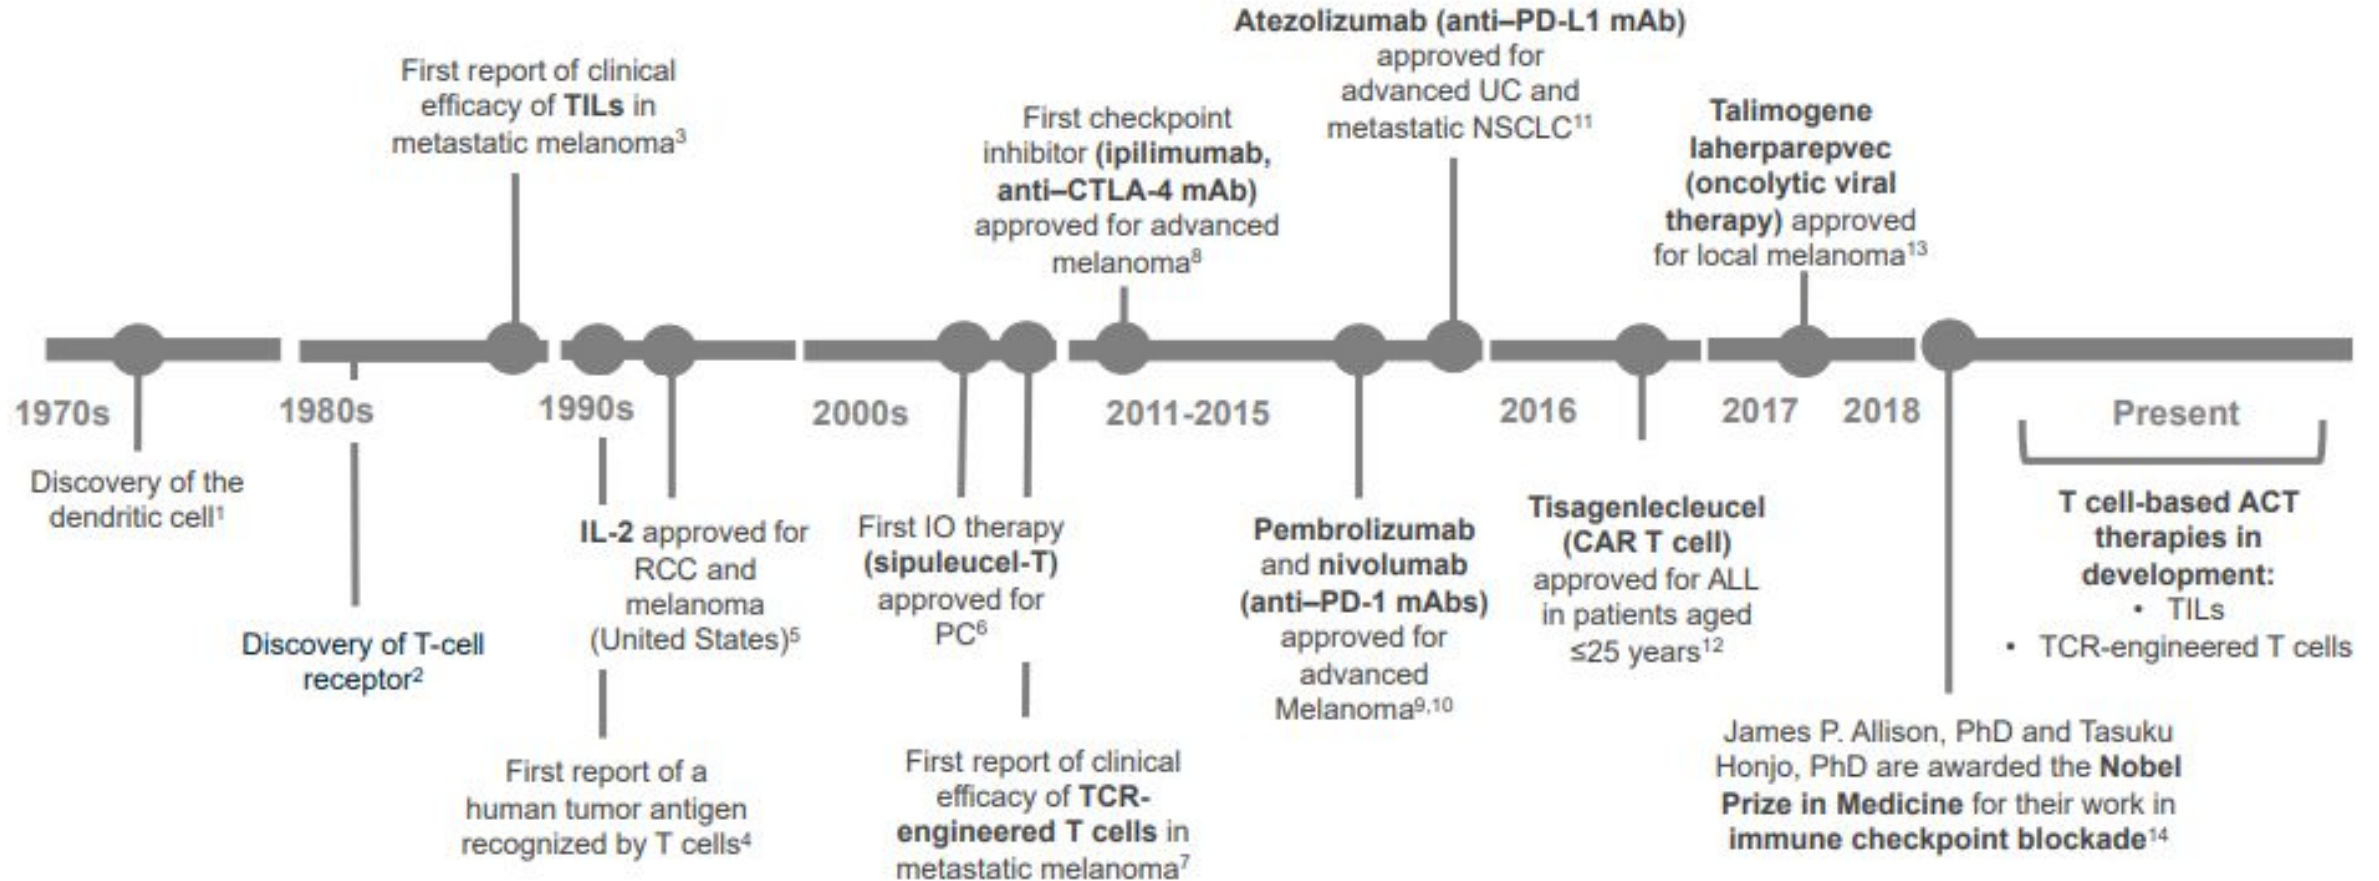 Atezolizumab (anti–PD-L1 mAb)
approved for
advanced UC and
metastatic NSCLC¹¹
First report of clinical
efficacy of TILs in
metastatic melanoma³
First checkpoint
inhibitor (ipilimumab,
anti–CTLA-4 mAb)
approved for advanced
melanoma⁸
Talimogene
laherparepvec
(oncolytic viral
therapy) approved
for local melanoma¹³
1970s
1980s
1990s
2000s
2011-2015
2016
2017
2018
Present
Discovery of the
dendritic cell¹
Discovery of T-cell
receptor²
IL-2 approved for
RCC and
melanoma
(United States)⁵
First report of a
human tumor antigen
recognized by T cells⁴
First IO therapy
(sipuleucel-T)
approved for
PC⁶
First report of clinical
efficacy of TCR-
engineered T cells in
metastatic melanoma⁷
Pembrolizumab
and nivolumab
(anti–PD-1 mAbs)
approved for
advanced
Melanoma⁹,¹⁰
Tisagenlecleucel
(CAR T cell)
approved for ALL
in patients aged
≤25 years¹²
James P. Allison, PhD and Tasuku
Honjo, PhD are awarded the Nobel
Prize in Medicine for their work in
immune checkpoint blockade¹⁴
T cell-based ACT
therapies in
development:
• TILs
• TCR-engineered T cells